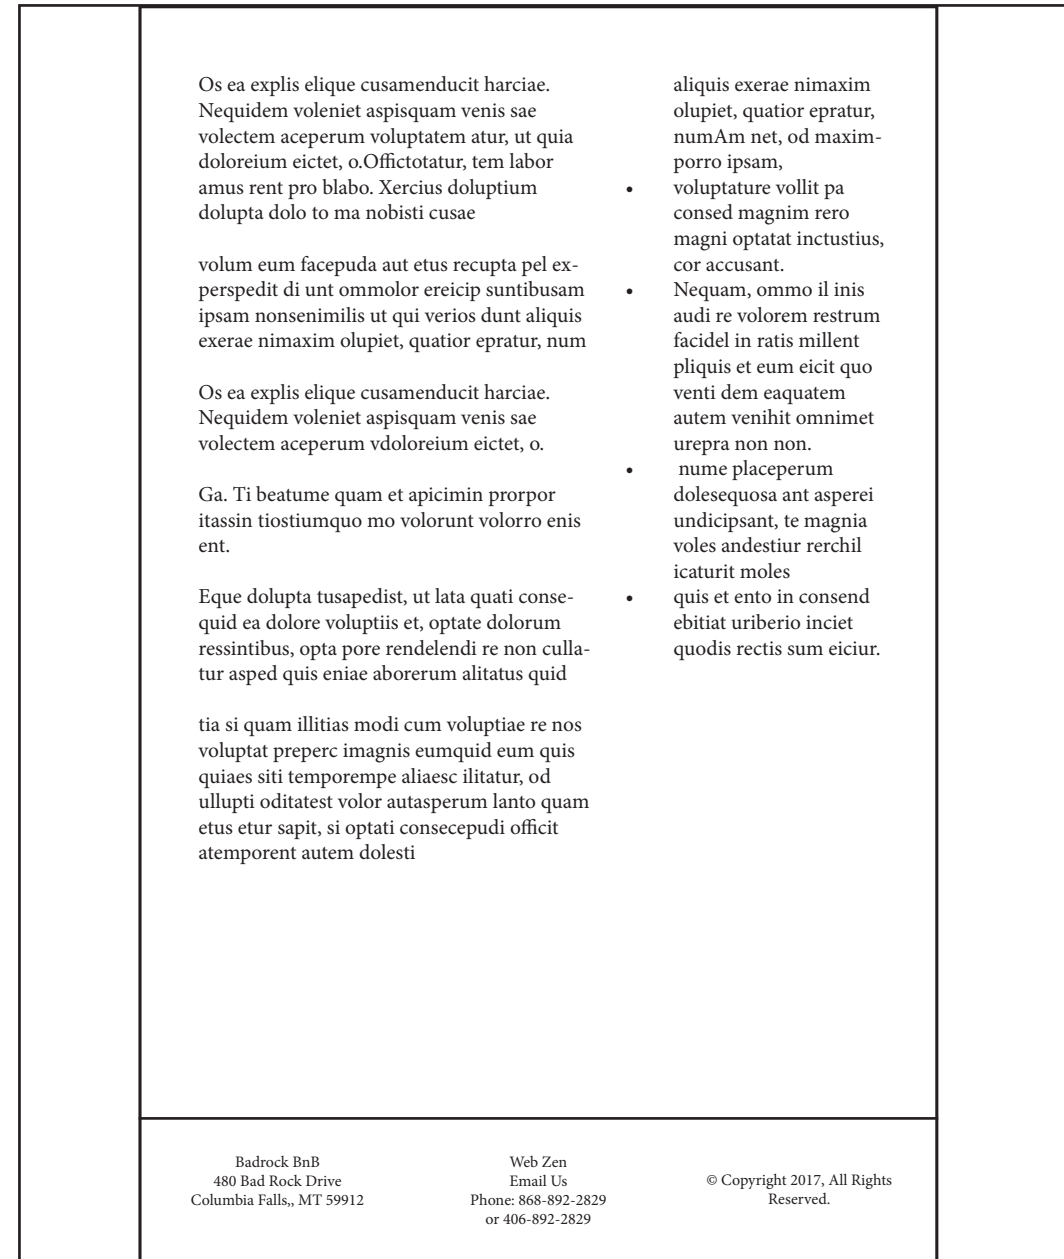 Os ea explis elique cusamenducit harciae.
Nequidem voleniet aspisquam venis sae
volectem aceperum voluptatem atur, ut quia
doloreium eictet, o.Offictotatur, tem labor
amus rent pro blabo. Xercius doluptium
dolupta dolo to ma nobisti cusae
volum eum facepuda aut etus recupta pel ex-
perspedit di unt ommolor ereicip suntibusam
ipsam nonsenimilis ut qui verios dunt aliquis
exerae nimaxim olupiet, quatior epratur, num
Os ea explis elique cusamenducit harciae.
Nequidem voleniet aspisquam venis sae
volectem aceperum vdoloreium eictet, o.
Ga. Ti beatume quam et apicimin prorpor
itassin tiostiumquo mo volorunt volorro enis
ent.
Eque dolupta tusapedist, ut lata quati conse-
quid ea dolore voluptiis et, optate dolorum
ressintibus, opta pore rendelendi re non culla-
tur asped quis eniae aborerum alitatus quid
tia si quam illitias modi cum voluptiae re nos
voluptat preperc imagnis eumquid eum quis
quiaes siti temporempe aliaesc ilitatur, od
ullupti oditatest volor autasperum lanto quam
etus etur sapit, si optati consecepudi officit
atemporent autem dolesti
aliquis exerae nimaxim
olupiet, quatior epratur,
numAm net, od maxim-
porro ipsam,
• voluptature vollit pa
consed magnim rero
magni optatat inctustius,
cor accusant.
• Nequam, ommo il inis
audi re volorem restrum
facidel in ratis millent
pliquis et eum eicit quo
venti dem eaquatem
autem venihit omnimet
urepra non non.
• nume placeperum
dolesequosa ant asperei
undicipsant, te magnia
voles andestiur rerchil
icaturit moles
• quis et ento in consend
ebitiat uriberio inciet
quodis rectis sum eiciur.
Badrock BnB
480 Bad Rock Drive
Columbia Falls,, MT 59912
Web Zen
Email Us
Phone: 868-892-2829
or 406-892-2829
© Copyright 2017, All Rights
Reserved.